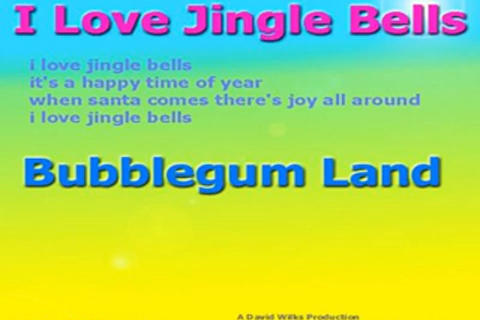 I Love Jingle Bells
i love jingle bells
it's a happy time of year
when santa comes there's joy all around
i love jingle bells
Bubblegum Land
A David Wilks Production